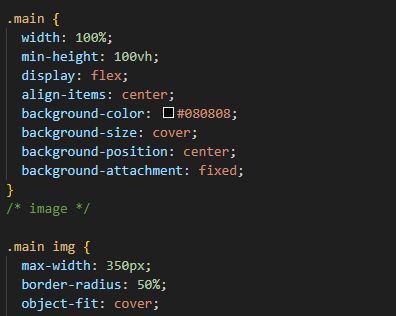 .main {
width: 100%;
min-height: 100vh;
display: flex;
align-items: center;
background-color: #080808;
background-size: cover;
background-position: center;
background-attachment: fixed;
}
/* image */
.main img {
max-width: 350px;
border-radius: 50%;
object-fit: cover;